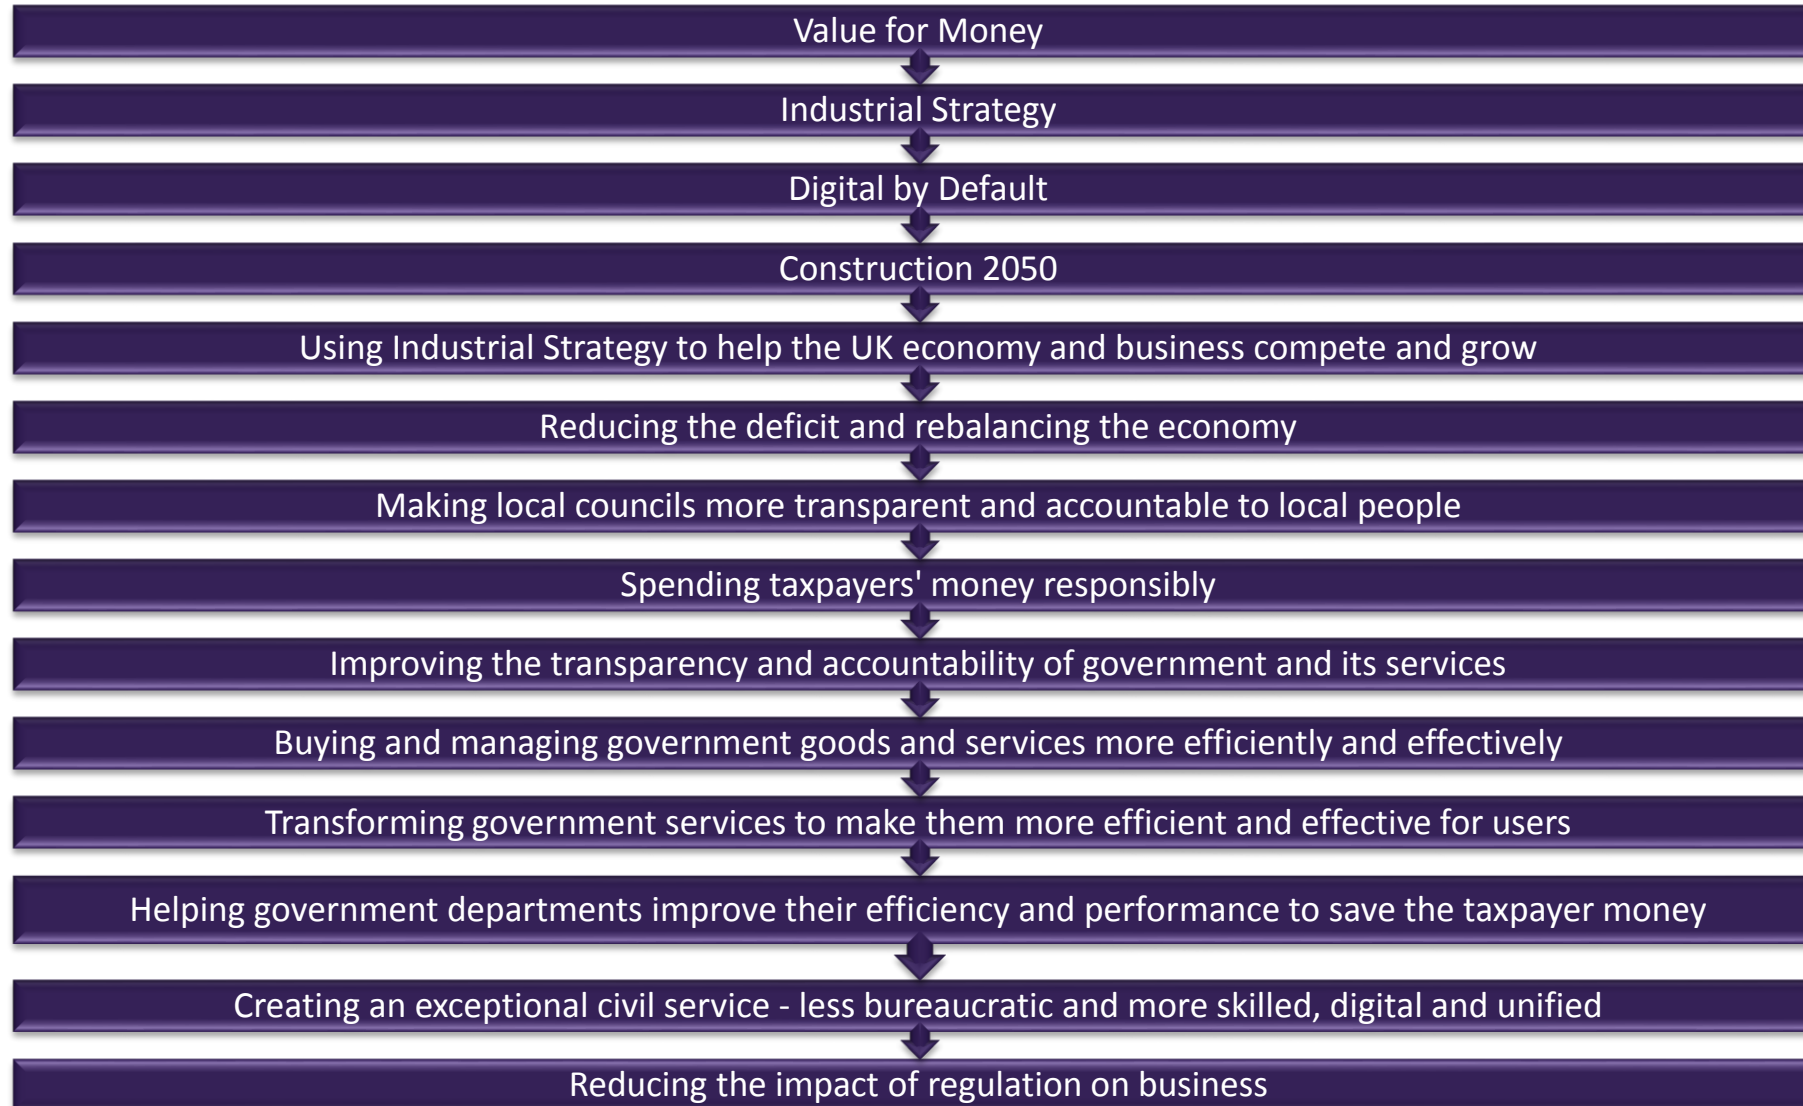 Value for Money
Industrial Strategy
Digital by Default
Construction 2050
Using Industrial Strategy to help the UK economy and business compete and grow
Reducing the deficit and rebalancing the economy
Making local councils more transparent and accountable to local people
Spending taxpayers' money responsibly
Improving the transparency and accountability of government and its services
Buying and managing government goods and services more efficiently and effectively
Transforming government services to make them more efficient and effective for users
Helping government departments improve their efficiency and performance to save the taxpayer money
Creating an exceptional civil service - less bureaucratic and more skilled, digital and unified
Reducing the impact of regulation on business